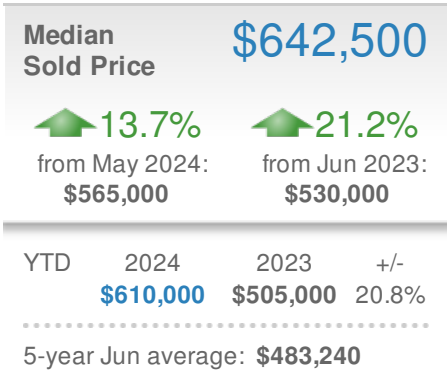 Median $642,500
Sold Price
13.7% 21.2%
from May 2024: from Jun 2023:
$565,000 $530,000
YTD 2024 2023 +/-
$610,000 $505,000 20.8%
5-year Jun average: $483,240